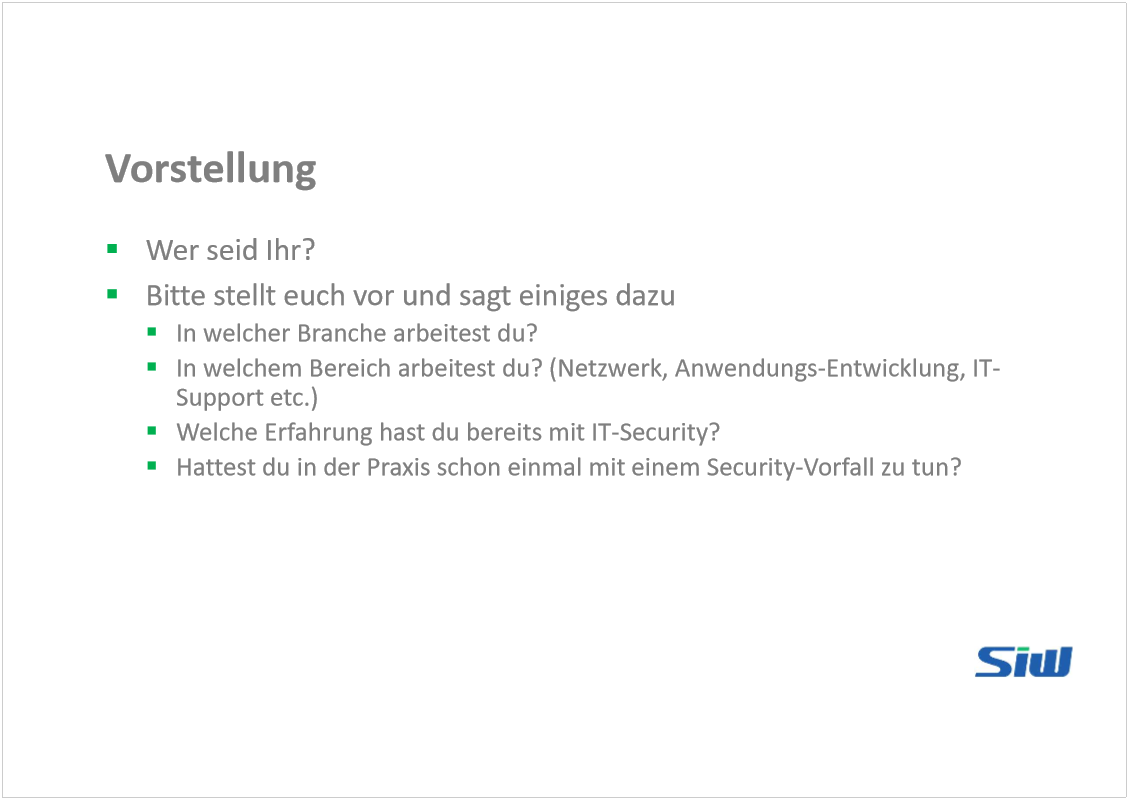 Vorstellung
Wer seid Ihr?
Bitte stellt euch vor und sagt einiges dazu
In welcher Branche arbeitest du?
In welchem Bereich arbeitest du? (Netzwerk, Anwendungs-Entwicklung, IT-
Support etc.)
Welche Erfahrung hast du bereits mit IT-Security?
Hattest du in der Praxis schon einmal mit einem Security-Vorfall zu tun?
SiW